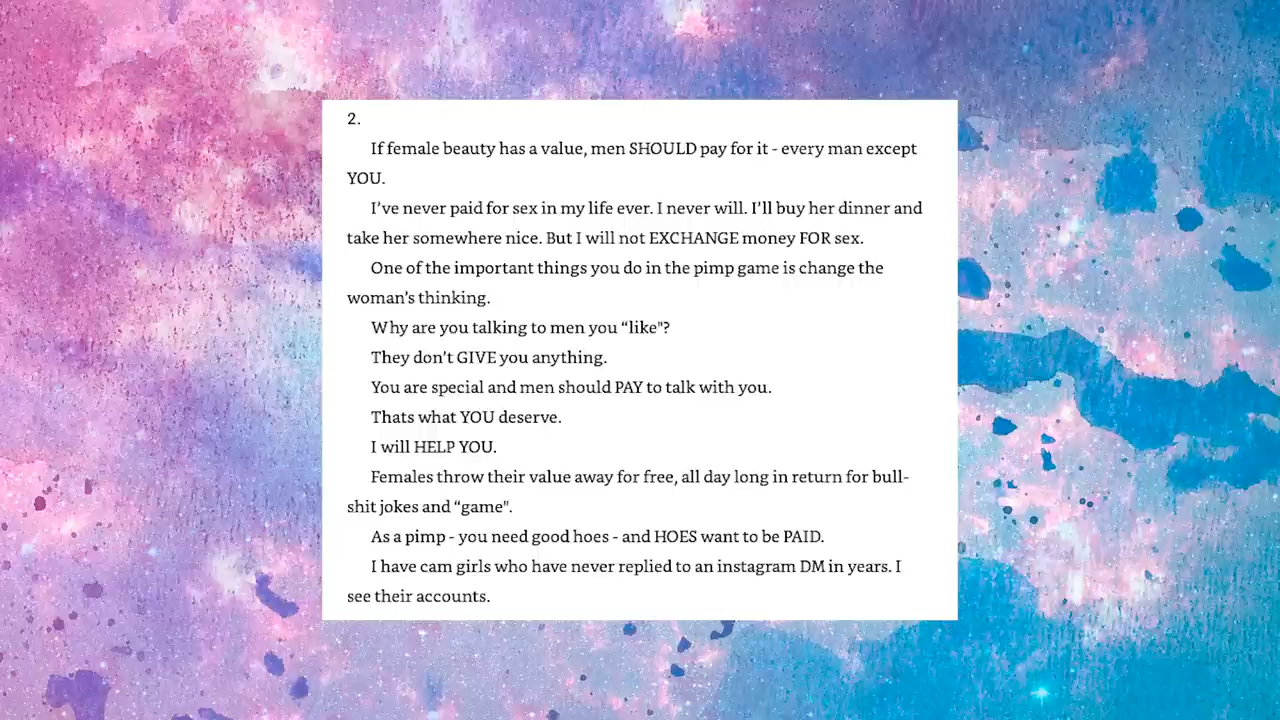 2.
If female beauty has a value, men SHOULD pay for it - every man except
YOU.
I've never paid for sex in my life ever. I never will. I'll buy her dinner and
take her somewhere nice. But I will not EXCHANGE money FOR sex.
One of the important things you do in the pimp game is change the
woman's thinking.
Why are you talking to men you “like"?
They don't GIVE you anything.
You are special and men should PAY to talk with you.
Thats what YOU deserve.
I will HELP YOU.
Females throw their value away for free, all day long in return for bull-
shit jokes and “game".
As a pimp - you need good hoes - and HOES want to be PAID.
I have cam girls who have never replied to an instagram DM in years. I
see their accounts.